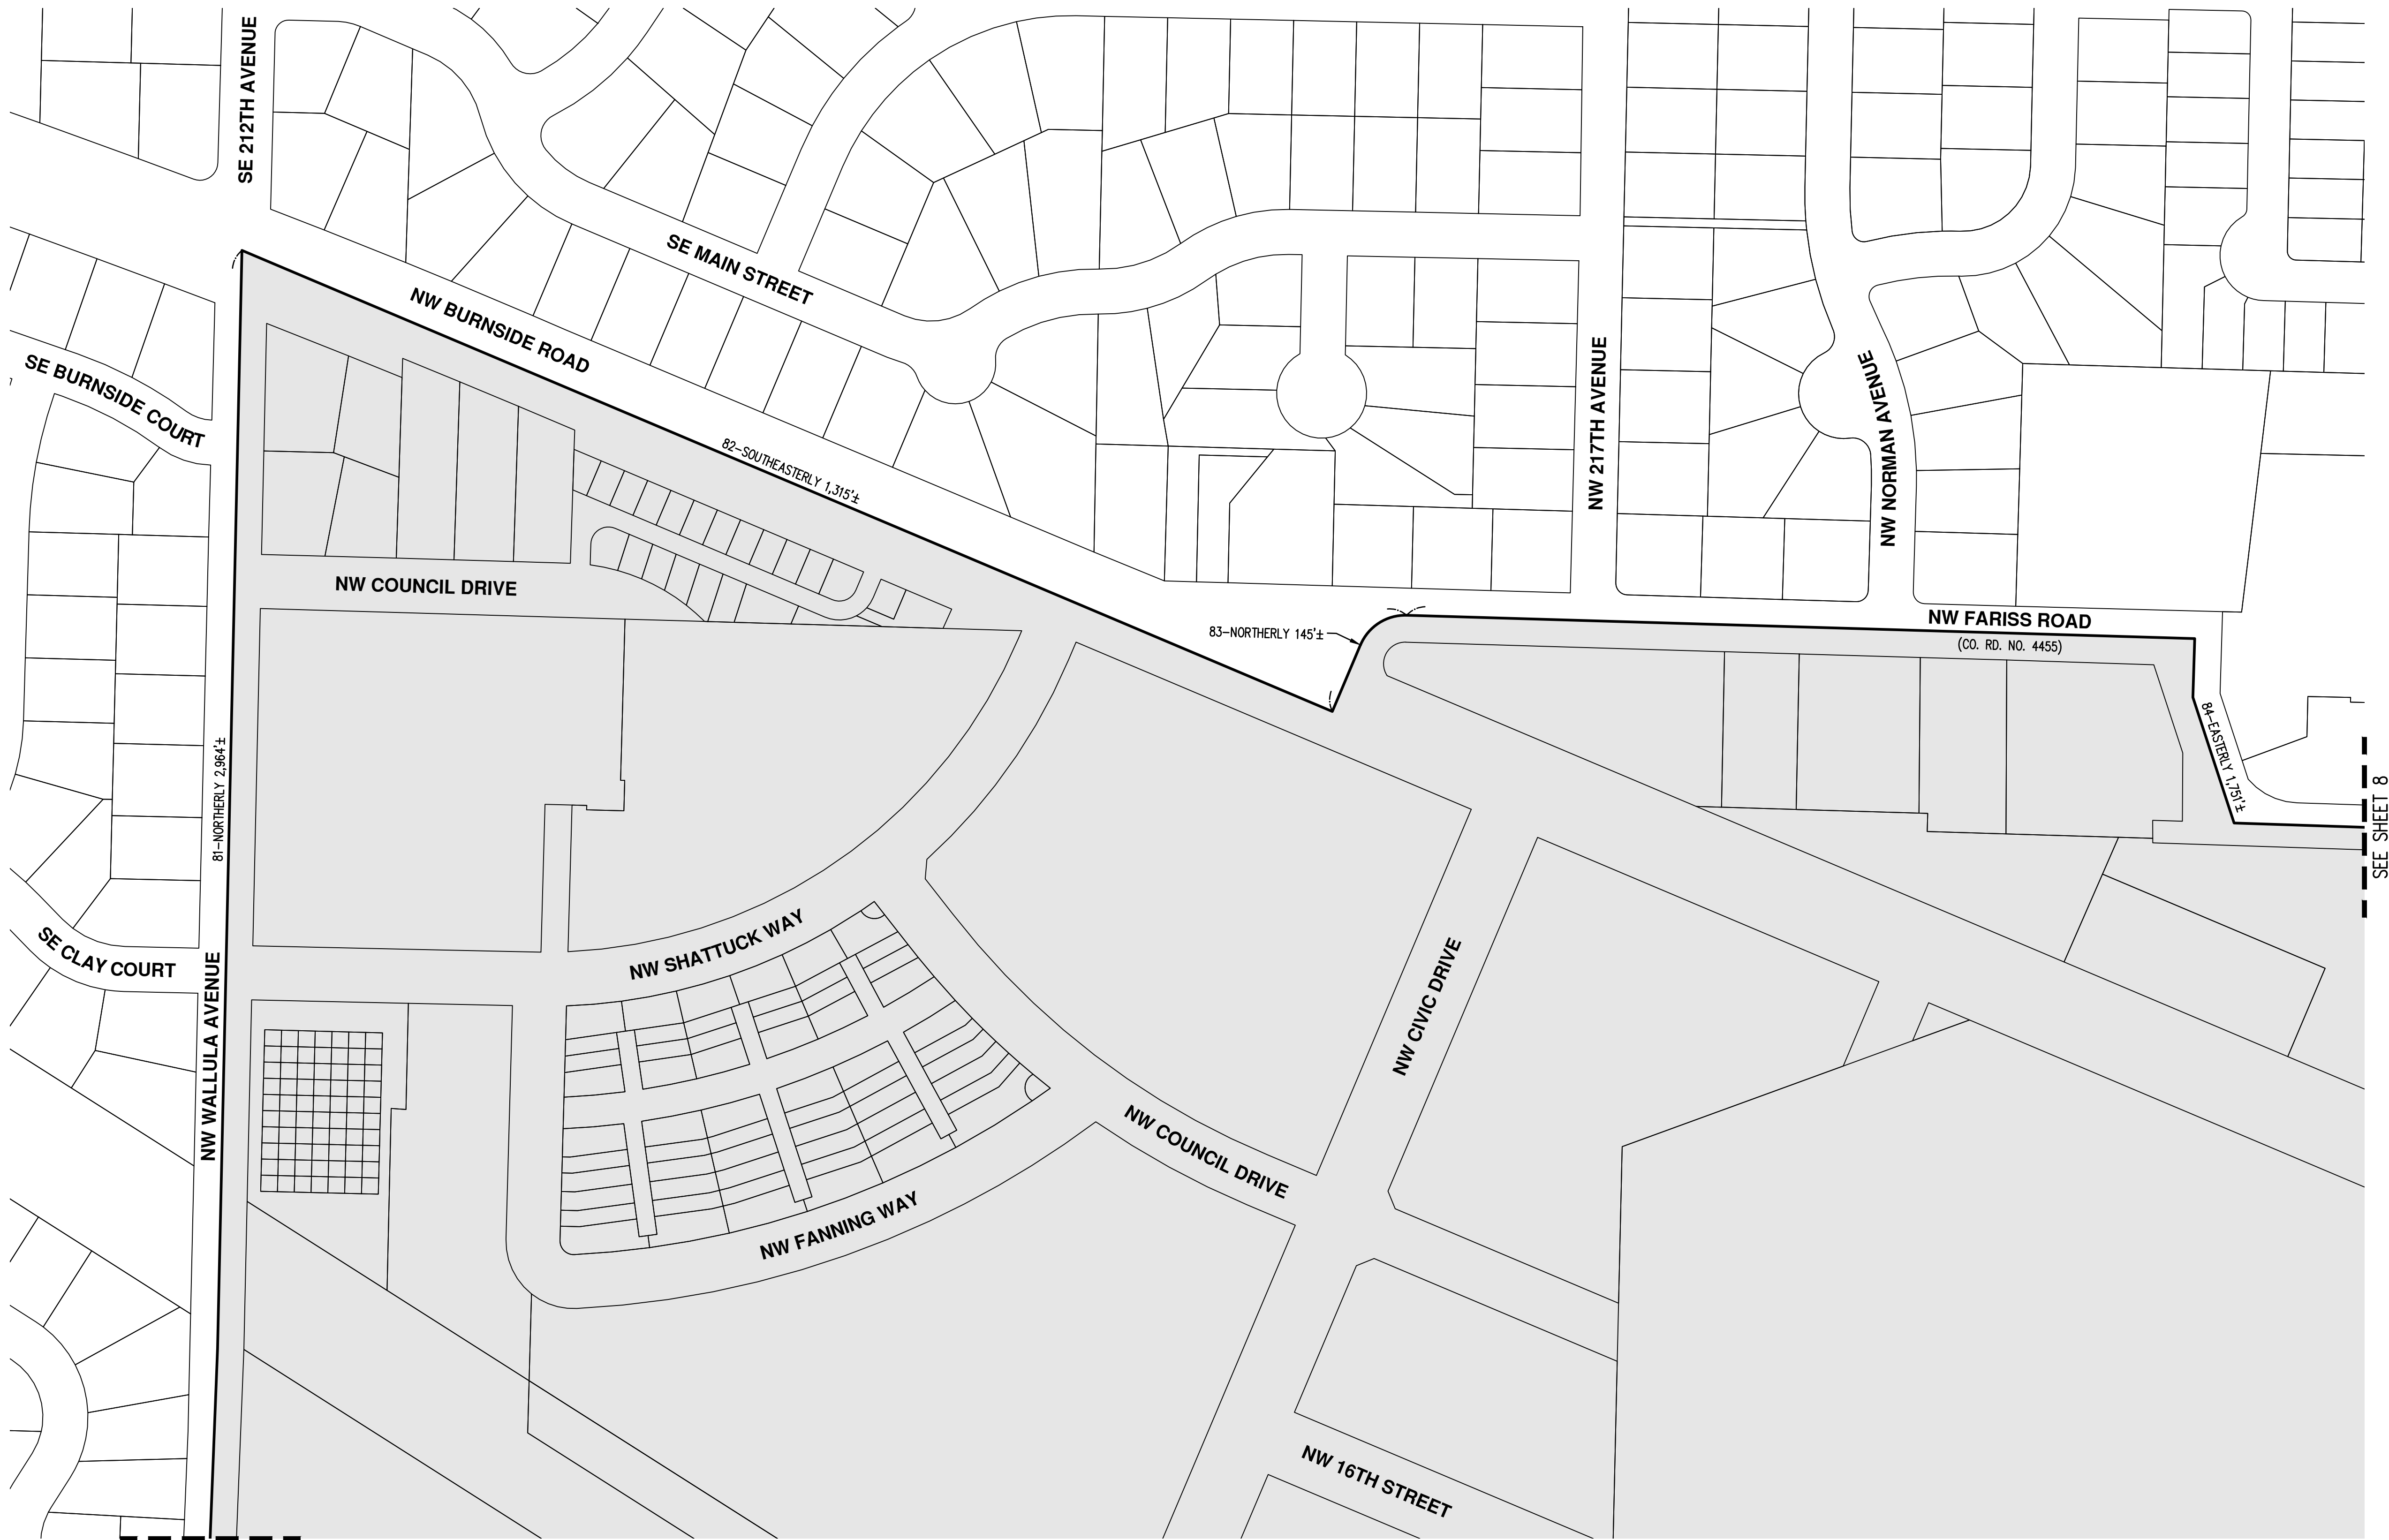 SE 212TH AVENUE
SE MAIN STREET
NW BURNSIDE ROAD
SE BURNSIDE COURT
NW 217TH AVENUE
NW NORMAN AVENUE
82-SOUTHEASTERLY 1,315'±
NW COUNCIL DRIVE
83-NORTHERLY 145'±
NW FARISS ROAD
(CO. RD. NO. 4455)
84-EASTERLY 1,751'±
81-NORTHERLY 2,964'±
SEE SHEET 8
NW SHATTUCK WAY
SE CLAY COURT
NW WALLULA AVENUE
NW CIVIC DRIVE
NW COUNCIL DRIVE
NW FANNING WAY
NW 16TH STREET